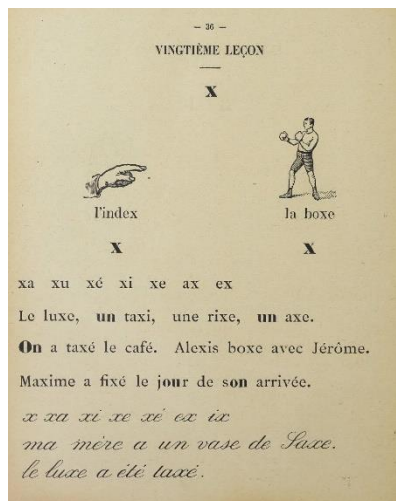 — 36 —
VINGTIÈME LEÇON
X
l'index la boxe
X X
xa xu xé xi xe ax ex
Le luxe, un taxi, une rixe, un axe.
On a taxé le café. Alexis boxe avec Jérôme.
Maxime a fixé le jour de son arrivée.
x xa xi xe xé ex ix
ma mère a un vase de Saxe.
le luxe a été taxé.